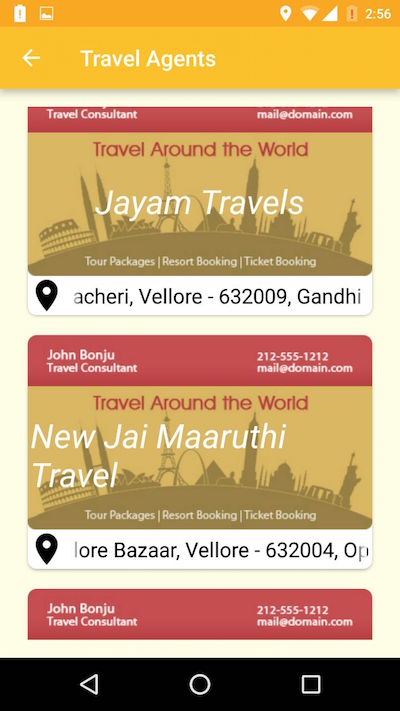 2:56
Travel Agents
Travel Consultant
mail@domain.com
Travel Around the World
Jayam Travels
Tour Packages | Resort Booking | Ticket Booking
acheri, Vellore - 632009, Gandhi
John Bonju
212-555-1212
Travel Consultant
mail@domain.com
Travel Around the World
New Jai Maaruthi
Travel
Tour Packages | Resort Booking | Ticket Booking
lore Bazaar, Vellore - 632004, Op
John Bonju
212-555-1212
Travel Consultant
mail@domain.com